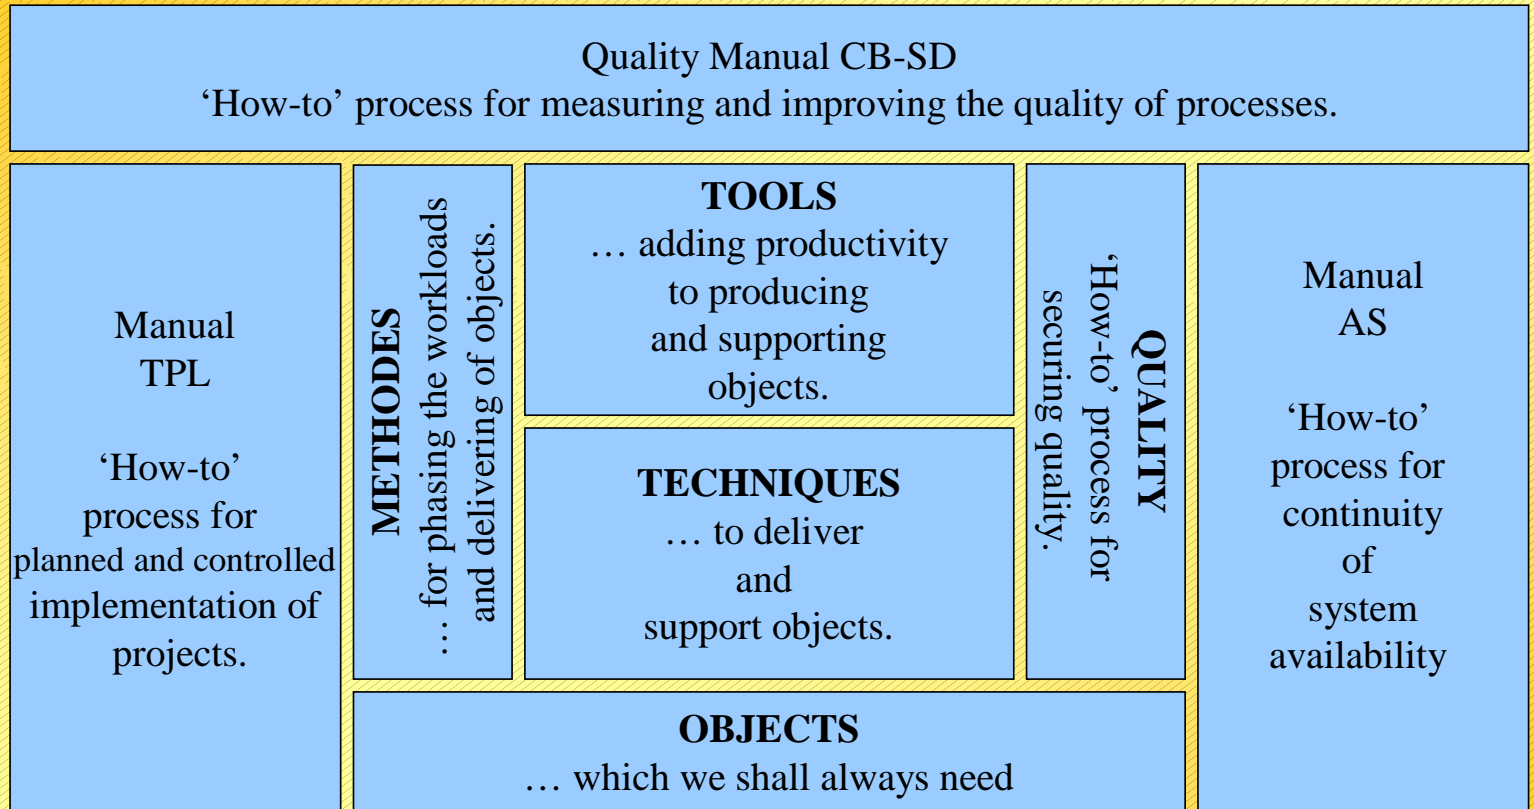 Quality Manual CB-SD
‘How-to’ process for measuring and improving the quality of processes.
Manual
TPL
‘How-to’
process for
planned and controlled
implementation of
projects.
METHODES
… for phasing the workloads
and delivering of objects.
TOOLS
… adding productivity
to producing
and supporting
objects.
TECHNIQUES
… to deliver
and
support objects.
QUALITY
‘How-to’ process for
securing quality.
Manual
AS
‘How-to’
process for
continuity
of
system
availability
OBJECTS
… which we shall always need